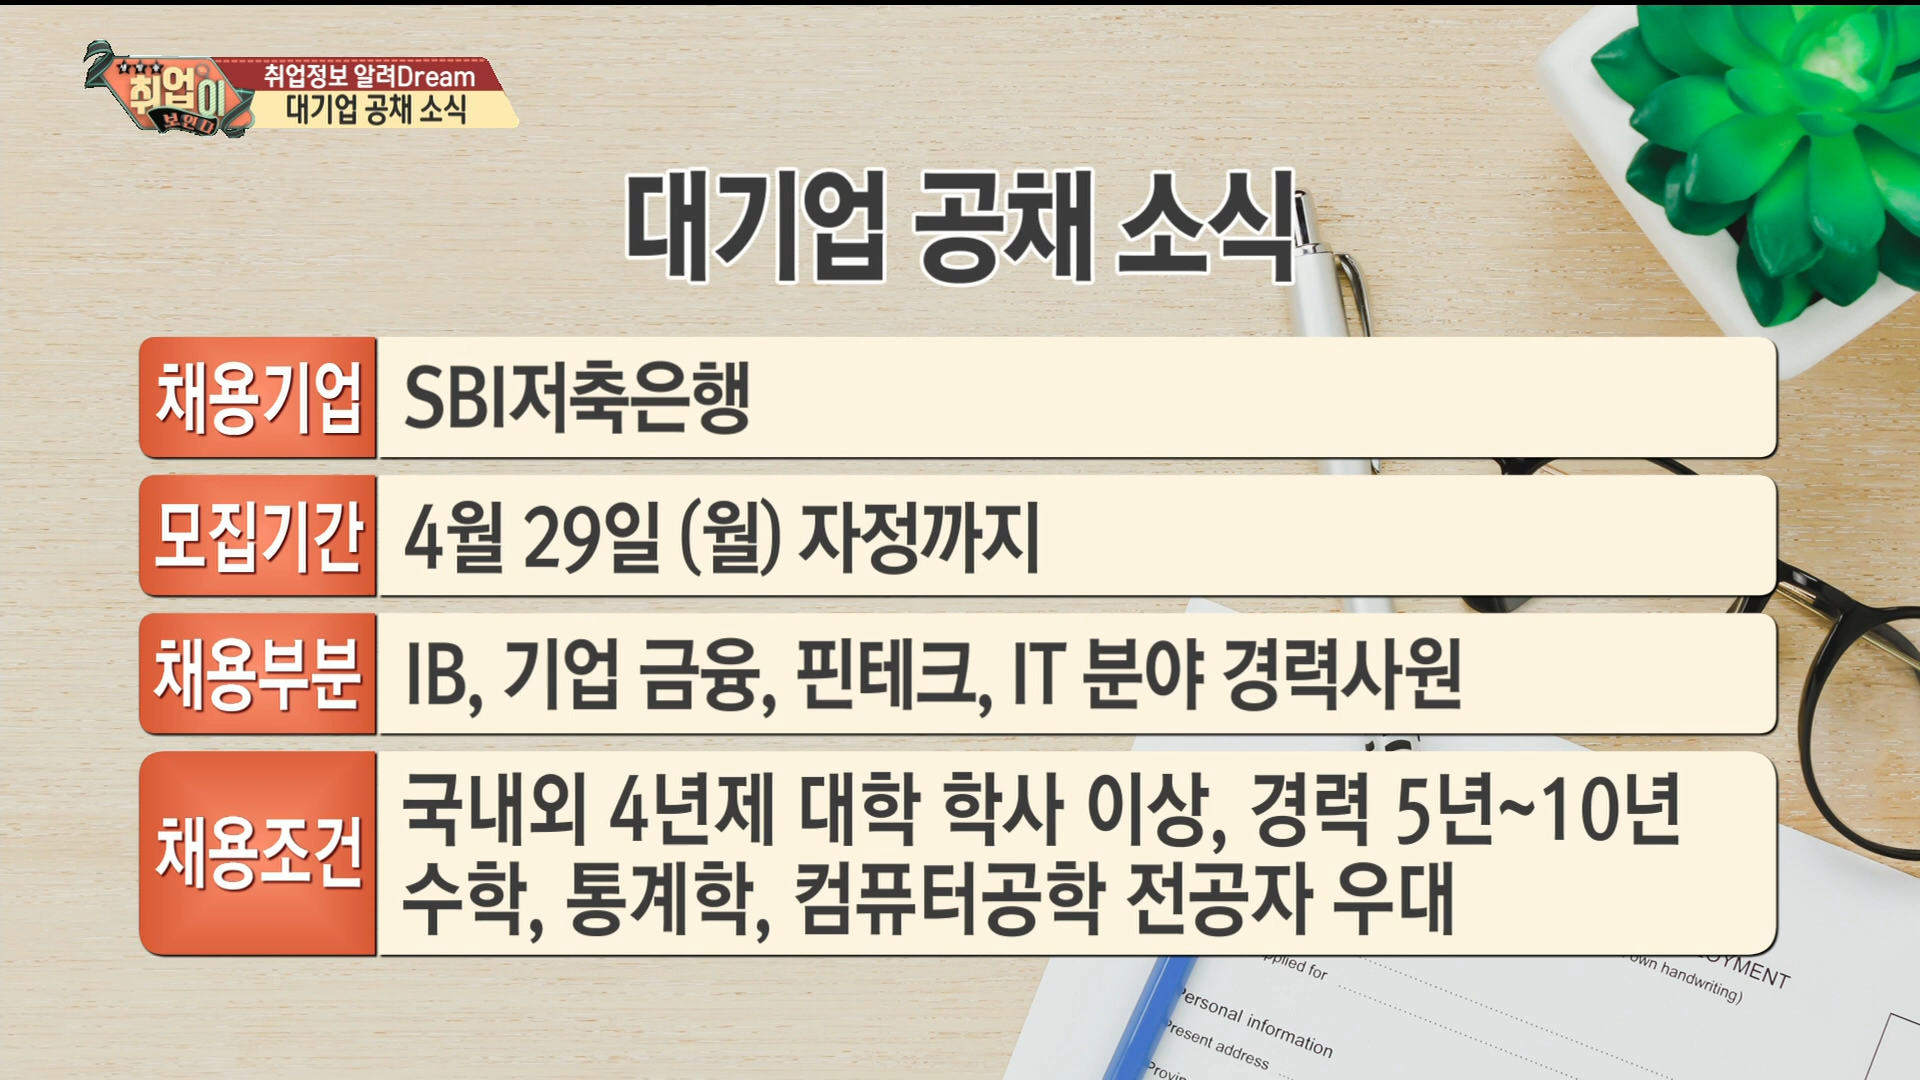 취업이
보인다
취업정보 알려Dream
대기업 공채 소식
대기업 공채 소식
채용기업
SBI저축은행
모집기간
4월 29일 (월) 자정까지
채용부분
IB, 기업 금융, 핀테크, IT 분야 경력사원
채용조건
국내외 4년제 대학 학사 이상, 경력 5년~10년
수학, 통계학, 컴퓨터공학 전공자 우대
own handwriting)
for
Personal information
Present address